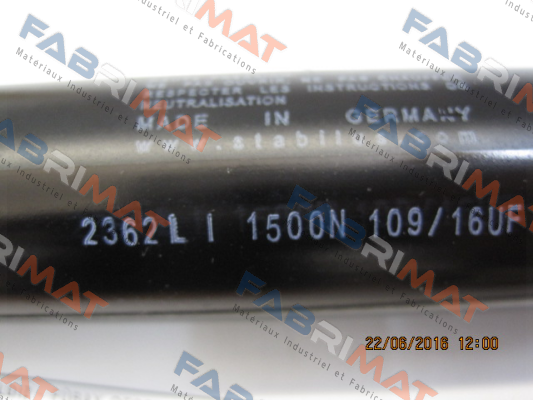 RESPECTER LES INSTRUCTIONS
NEUTRALISATION
MADE IN GERMANY
2362LI 1500N 109/16UF
22/06/2016 12:00
FABRIMAT
Materiaux Industriel et Fabrications